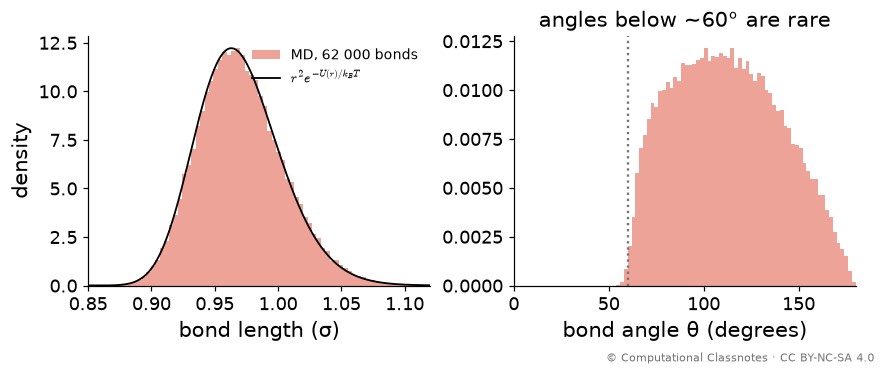 angles below ~60° are rare
12.5
10.0
7.5
5.0
2.5
0.0
density
MD, 62 000 bonds
r²e^{−U(r)/k_BT}
0.85 0.90 0.95 1.00 1.05 1.10
bond length (σ)
0.0125
0.0100
0.0075
0.0050
0.0025
0.0000
0 50 100 150
bond angle θ (degrees)
© Computational Classnotes · CC BY-NC-SA 4.0